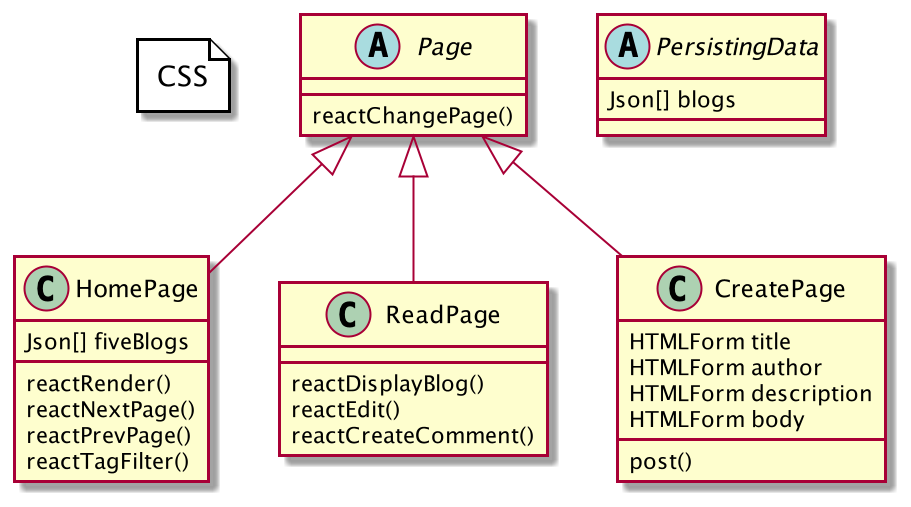 CSS
A Page
reactChangePage()
A PersistingData
Json[] blogs
C HomePage
Json[] fiveBlogs
reactRender()
reactNextPage()
reactPrevPage()
reactTagFilter()
C ReadPage
reactDisplayBlog()
reactEdit()
reactCreateComment()
C CreatePage
HTMLForm title
HTMLForm author
HTMLForm description
HTMLForm body
post()